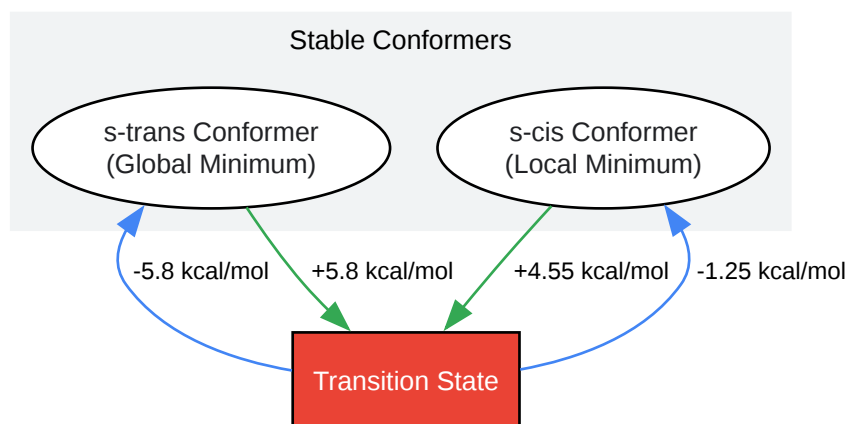 Stable Conformers
s-trans Conformer
(Global Minimum)
s-cis Conformer
(Local Minimum)
-5.8 kcal/mol
+5.8 kcal/mol
+4.55 kcal/mol
-1.25 kcal/mol
Transition State